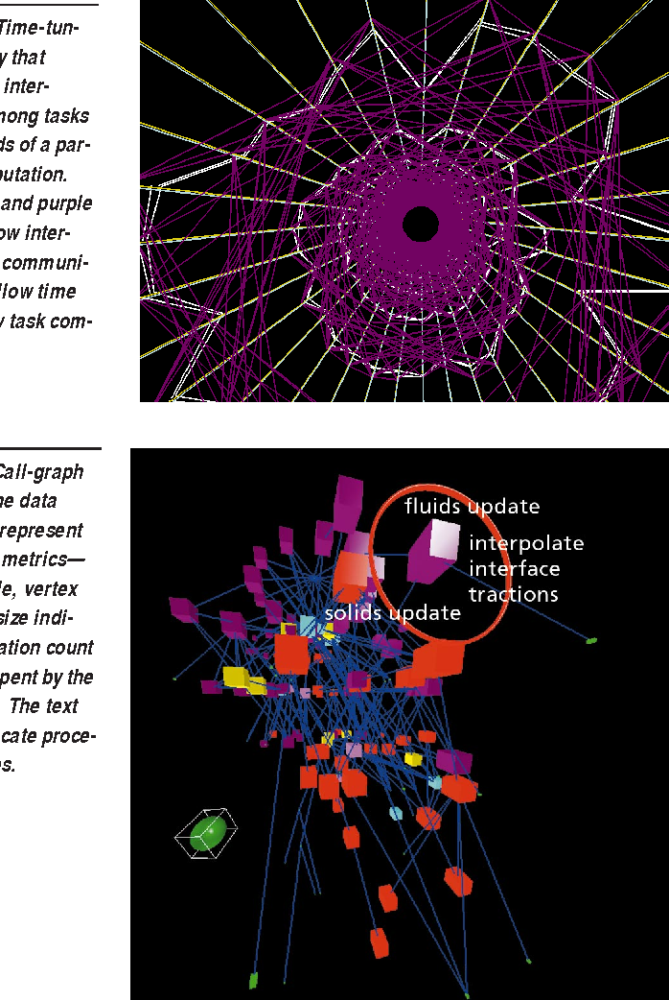 Time-tun-
y that
inter-
mong tasks
ds of a par-
putation.
and purple
ow inter-
communi-
llow time
y task com-
Call-graph
he data
represent
metrics—
le, vertex
size indi-
ation count
pent by the
The text
cate proce-
s.
fluids update
interpolate
interface
tractions
solids update